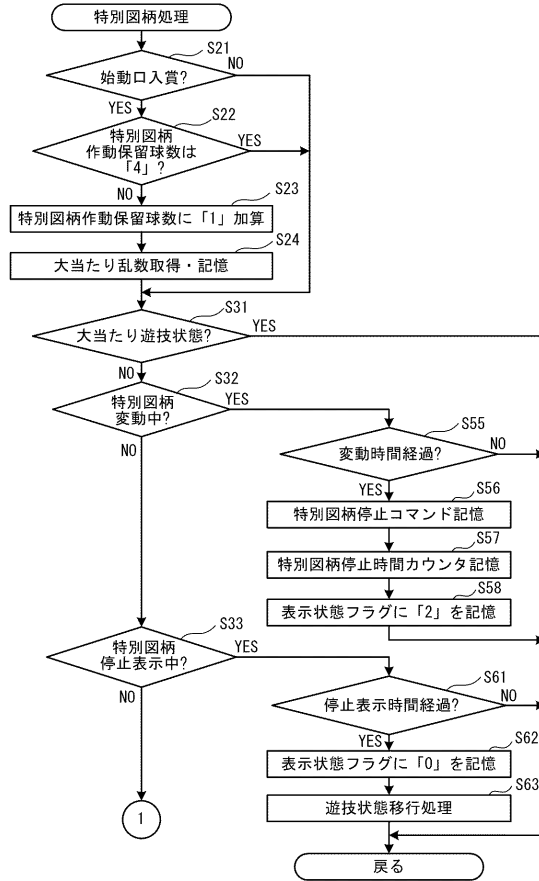 特別図柄処理
S21
始動口入賞?
NO
YES
S22
特別図柄
作動保留球数は
「4」?
YES
NO
S23
特別図柄作動保留球数に「1」加算
S24
大当たり乱数取得・記憶
S31
大当たり遊技状態?
YES
NO
S32
特別図柄
変動中?
YES
NO
S55
変動時間経過?
NO
YES
S56
特別図柄停止コマンド記憶
S57
特別図柄停止時間カウンタ記憶
S58
表示状態フラグに「2」を記憶
S33
特別図柄
停止表示中?
YES
NO
S61
停止表示時間経過?
NO
YES
S62
表示状態フラグに「0」を記憶
S63
遊技状態移行処理
1
戻る